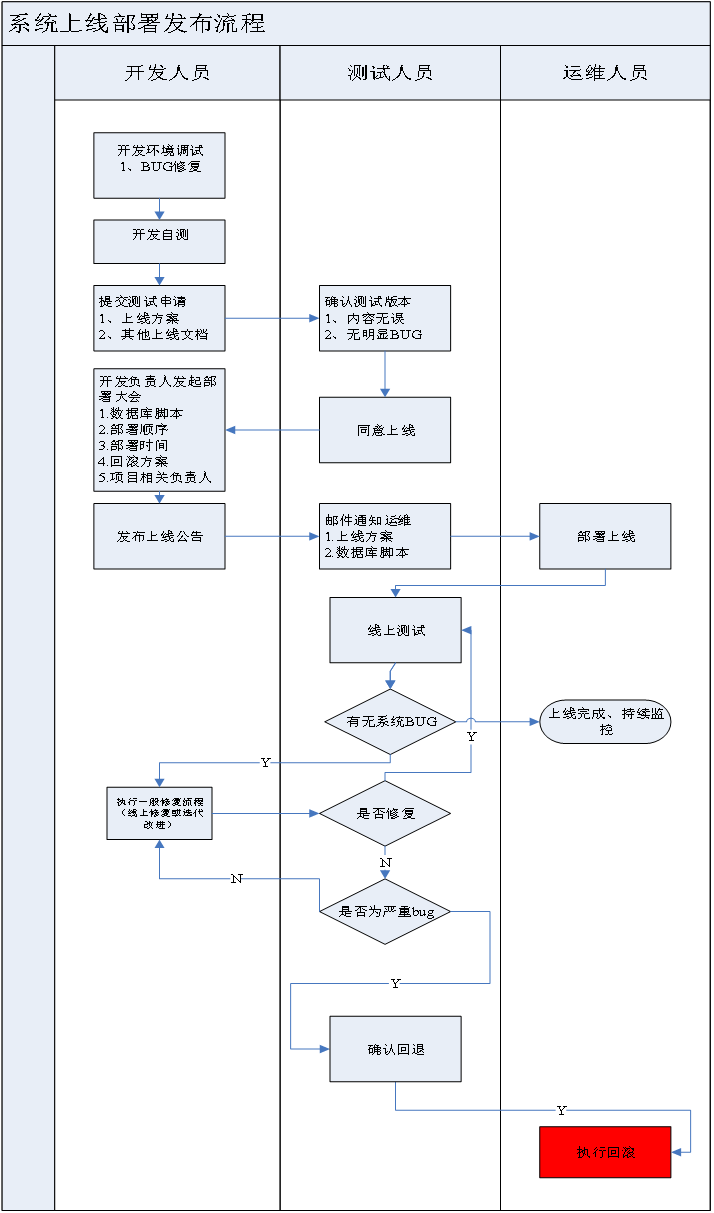 系统上线部署发布流程
开发人员
测试人员
运维人员
开发环境调试
1、BUG修复
开发自测
提交测试申请
1、上线方案
2、其他上线文档
确认测试版本
1、内容无误
2、无明显BUG
开发负责人发起部
署大会
1.数据库脚本
2.部署顺序
3.部署时间
4.回滚方案
5.项目相关负责人
同意上线
发布上线公告
邮件通知运维
1.上线方案
2.数据库脚本
部署上线
线上测试
有无系统BUG
上线完成、持续监
控
Y
Y
执行一般修复流程
（线上修复或迭代
改进）
是否修复
N
N
是否为严重bug
Y
确认回退
Y
执行回滚